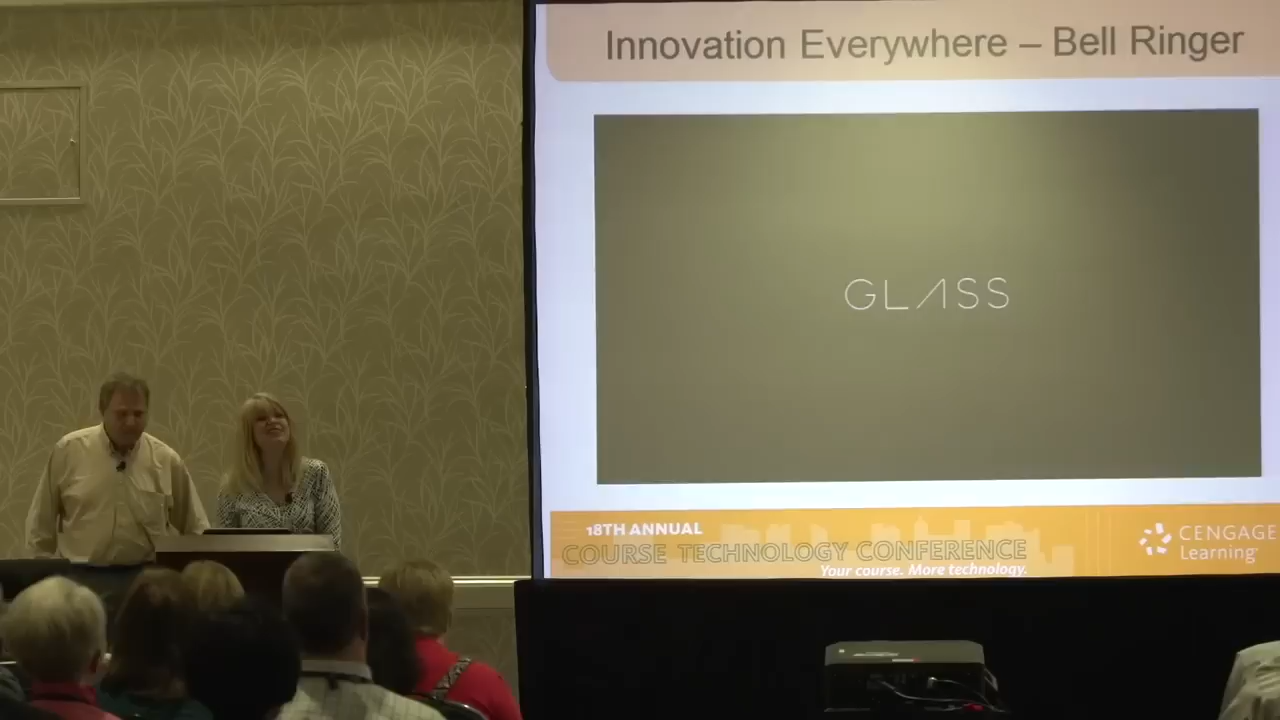 Innovation Everywhere – Bell Ringer
GLASS
18TH ANNUAL
COURSE TECHNOLOGY CONFERENCE
Your course. More technology.
CENGAGE
Learning